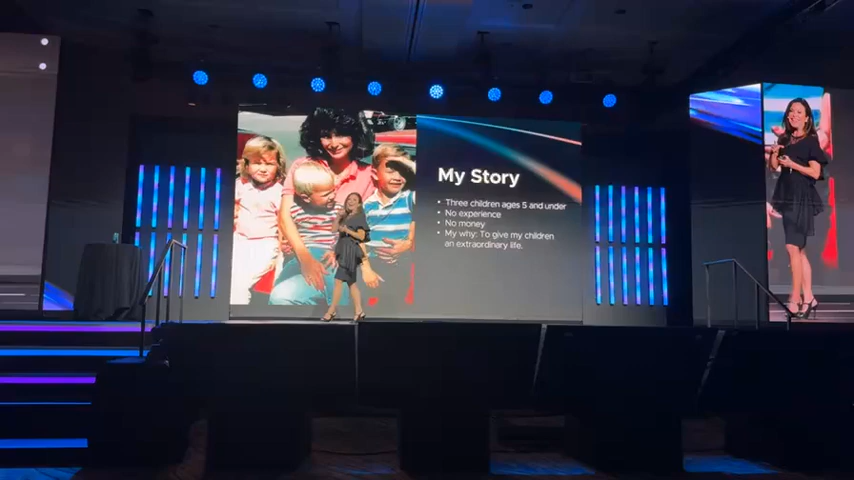 My Story
• Three children ages 5 and under
• No experience
• No money
• My why: To give my children
an extraordinary life.